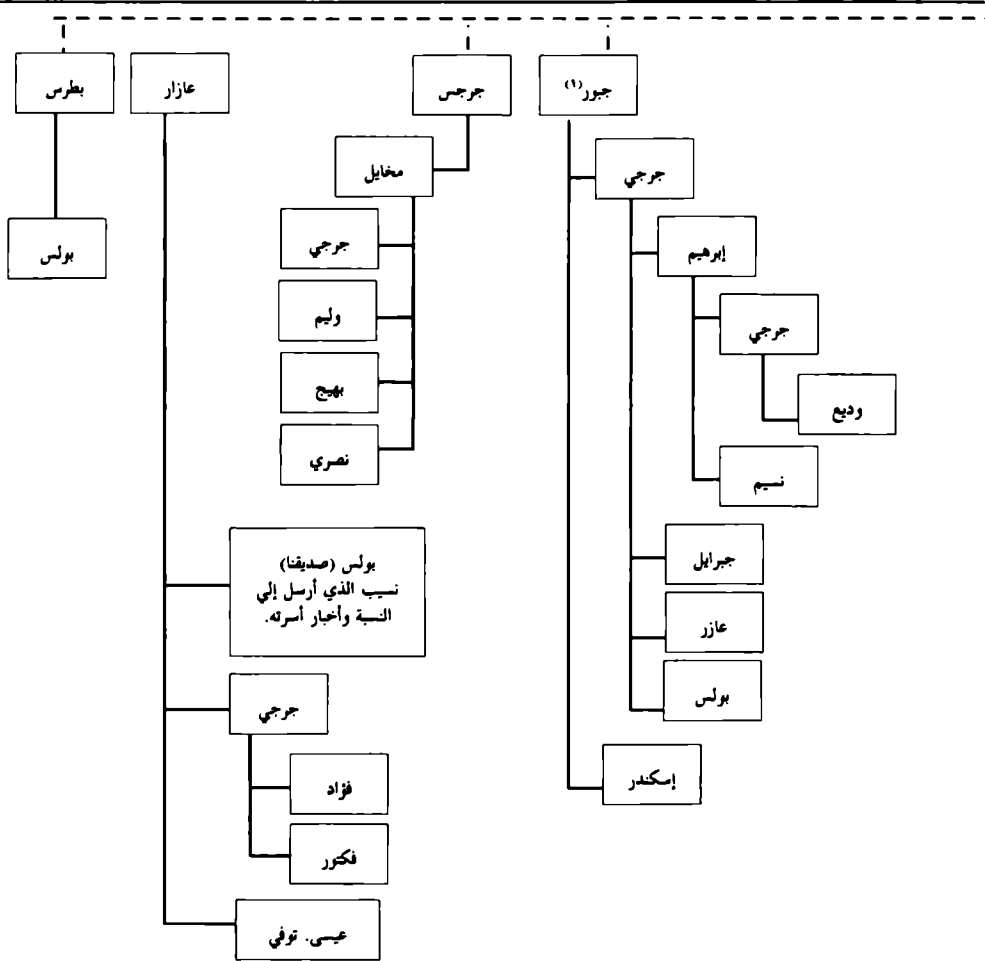 جبور(١)
جرجي
إبرهيم
جرجي
وديع
نسيم
جبرايل
عازر
بولس
إسكندر
جرجس
مخايل
جرجي
وليم
بهيج
نصري
عازار
بولس (صديقنا)
نسيب الذي أرسل إلي
النسبة وأخبار أسرته.
جرجي
فؤاد
فكتور
عيسى. توفي
بطرس
بولس